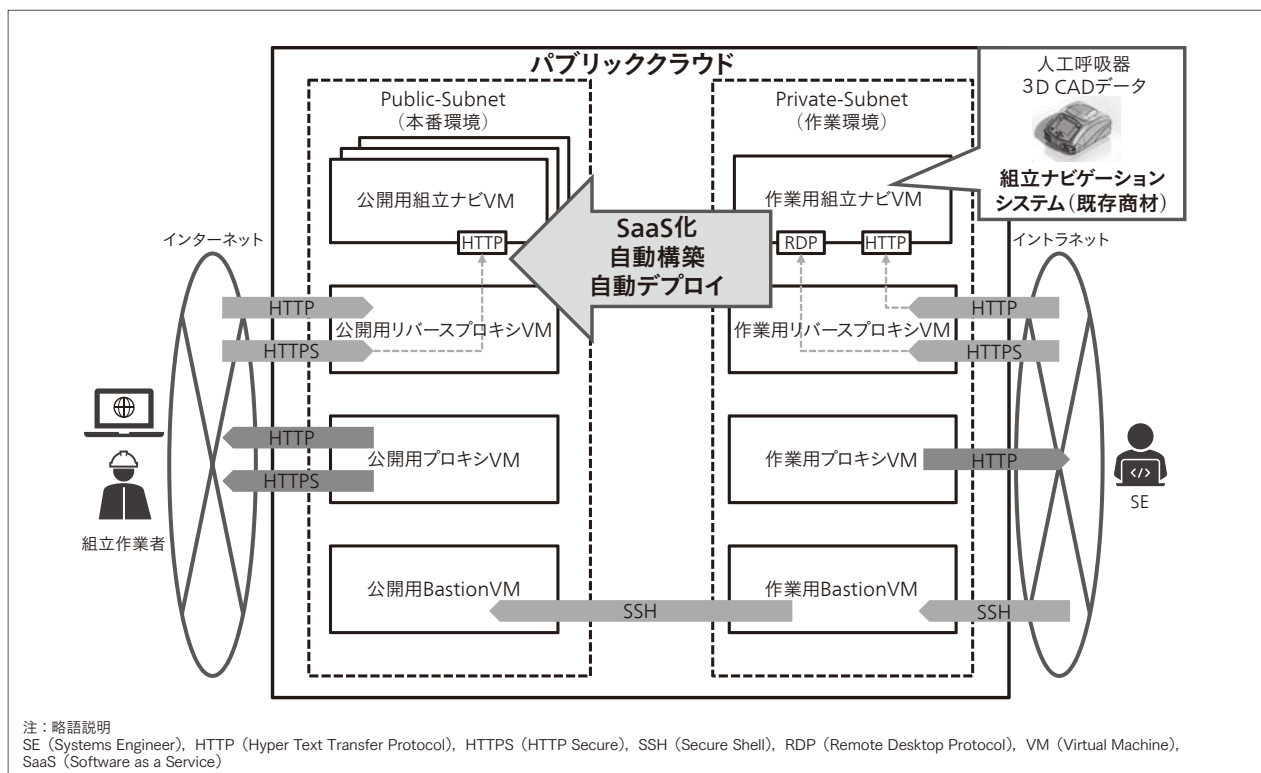 パブリッククラウド
Public-Subnet
（本番環境）
Private-Subnet
（作業環境）
人工呼吸器
3D CADデータ
組立ナビゲーション
システム（既存商材）
公開用組立ナビVM
HTTP
SaaS化
自動構築
自動デプロイ
作業用組立ナビVM
RDP
HTTP
インターネット
イントラネット
HTTP
公開用リバースプロキシVM
HTTPS
作業用リバースプロキシVM
HTTP
HTTPS
HTTP
公開用プロキシVM
HTTPS
作業用プロキシVM
HTTP
組立作業者
SE
公開用BastionVM
SSH
作業用BastionVM
SSH
注：略語説明
SE（Systems Engineer），HTTP（Hyper Text Transfer Protocol），HTTPS（HTTP Secure），SSH（Secure Shell），RDP（Remote Desktop Protocol），VM（Virtual Machine），
SaaS（Software as a Service）